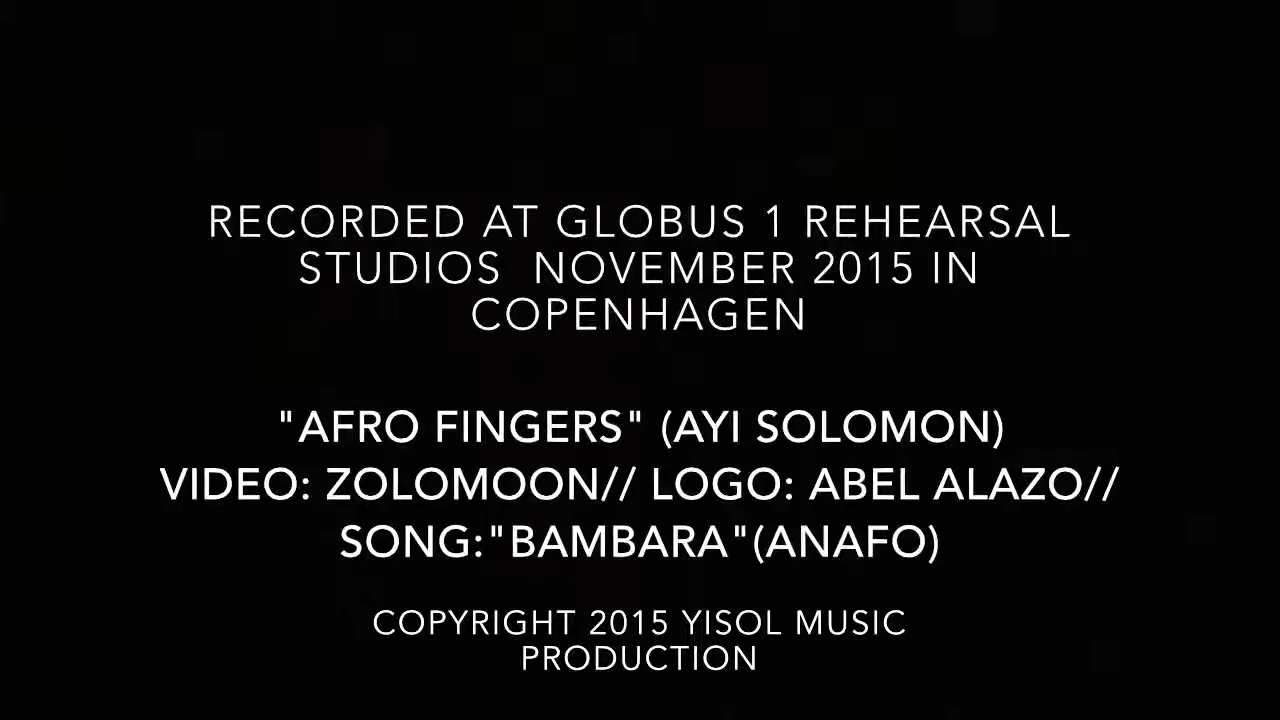 RECORDED AT GLOBUS 1 REHEARSAL
STUDIOS  NOVEMBER 2015 IN
COPENHAGEN
"AFRO FINGERS" (AYI SOLOMON)
VIDEO: ZOLOMOON// LOGO: ABEL ALAZO//
SONG:"BAMBARA"(ANAFO)
COPYRIGHT 2015 YISOL MUSIC
PRODUCTION